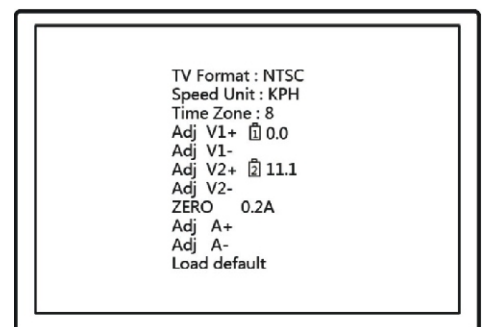 TV Format : NTSC
Speed Unit : KPH
Time Zone : 8
Adj V1+ 1 0.0
Adj V1-
Adj V2+ 2 11.1
Adj V2-
ZERO 0.2A
Adj A+
Adj A-
Load default